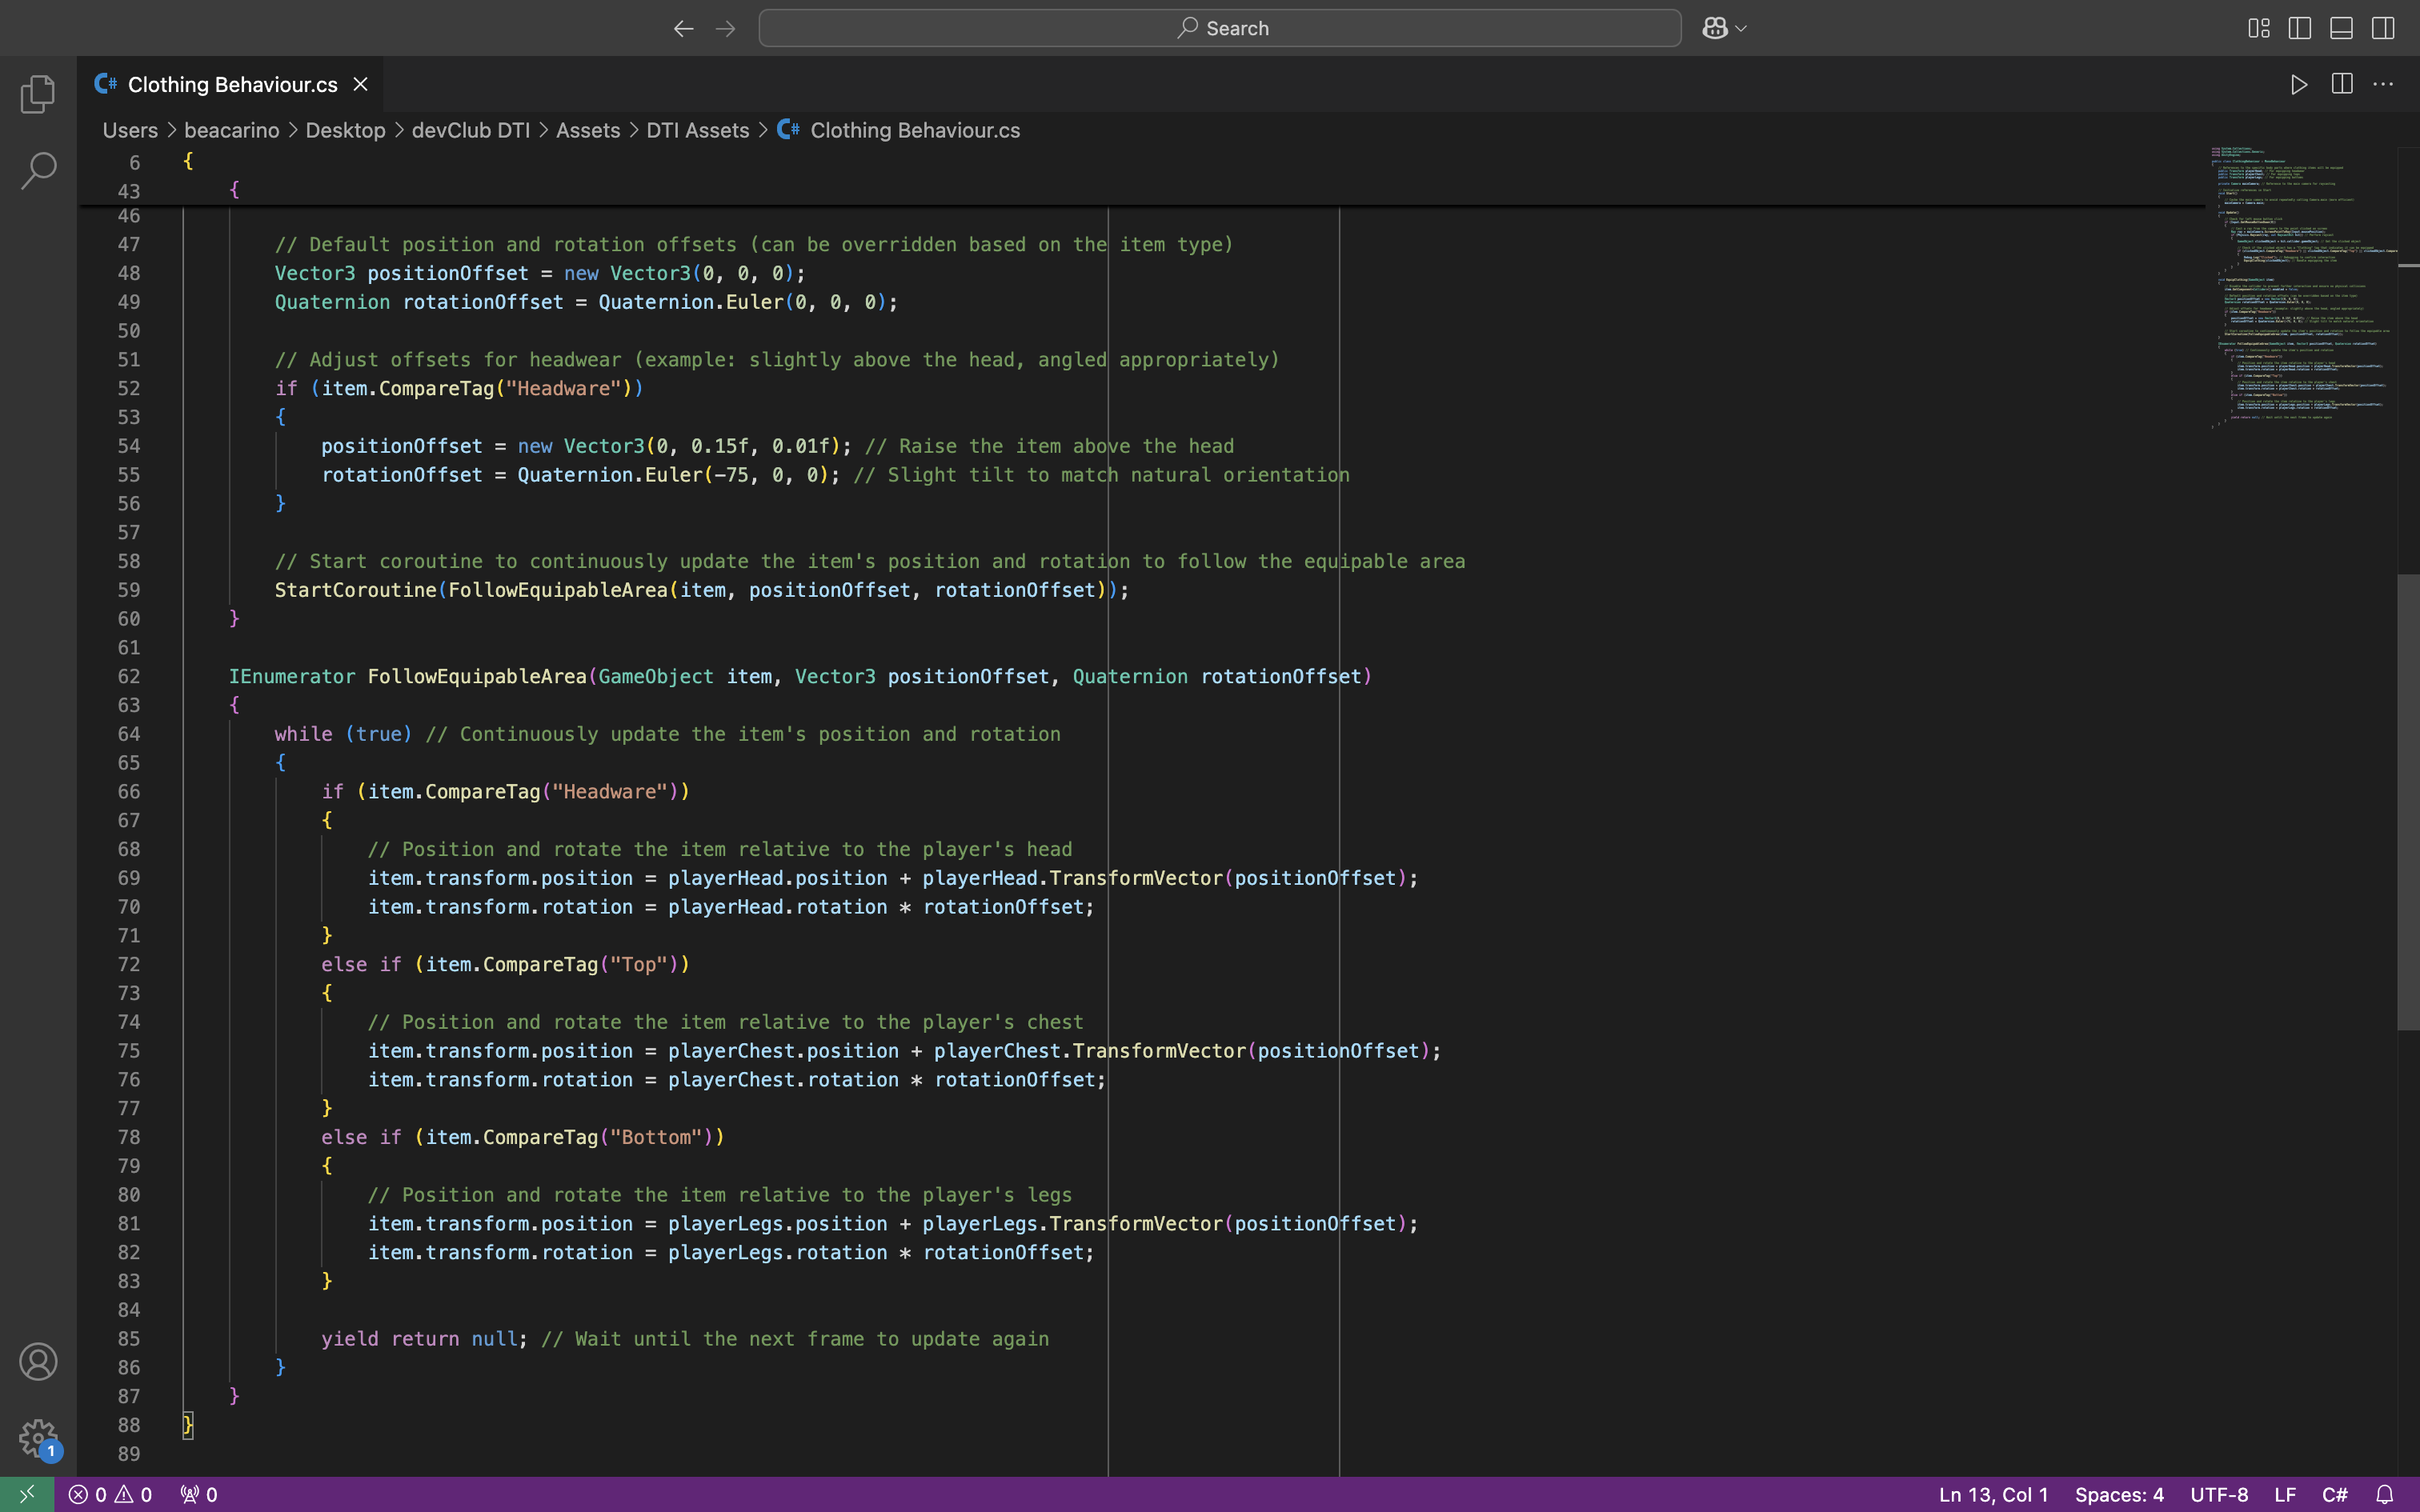 Search
Clothing Behaviour.cs
Users > beacarino > Desktop > devClub DTI > Assets > DTI Assets > Clothing Behaviour.cs
6 {
43 {
46
47 // Default position and rotation offsets (can be overridden based on the item type)
48 Vector3 positionOffset = new Vector3(0, 0, 0);
49 Quaternion rotationOffset = Quaternion.Euler(0, 0, 0);
50
51 // Adjust offsets for headwear (example: slightly above the head, angled appropriately)
52 if (item.CompareTag("Headware"))
53 {
54 positionOffset = new Vector3(0, 0.15f, 0.01f); // Raise the item above the head
55 rotationOffset = Quaternion.Euler(-75, 0, 0); // Slight tilt to match natural orientation
56 }
57
58 // Start coroutine to continuously update the item's position and rotation to follow the equipable area
59 StartCoroutine(FollowEquipableArea(item, positionOffset, rotationOffset));
60 }
61
62 IEnumerator FollowEquipableArea(GameObject item, Vector3 positionOffset, Quaternion rotationOffset)
63 {
64 while (true) // Continuously update the item's position and rotation
65 {
66 if (item.CompareTag("Headware"))
67 {
68 // Position and rotate the item relative to the player's head
69 item.transform.position = playerHead.position + playerHead.TransformVector(positionOffset);
70 item.transform.rotation = playerHead.rotation * rotationOffset;
71 }
72 else if (item.CompareTag("Top"))
73 {
74 // Position and rotate the item relative to the player's chest
75 item.transform.position = playerChest.position + playerChest.TransformVector(positionOffset);
76 item.transform.rotation = playerChest.rotation * rotationOffset;
77 }
78 else if (item.CompareTag("Bottom"))
79 {
80 // Position and rotate the item relative to the player's legs
81 item.transform.position = playerLegs.position + playerLegs.TransformVector(positionOffset);
82 item.transform.rotation = playerLegs.rotation * rotationOffset;
83 }
84
85 yield return null; // Wait until the next frame to update again
86 }
87 }
88 }
89
1
0 0 0 Ln 13, Col 1 Spaces: 4 UTF-8 LF C#